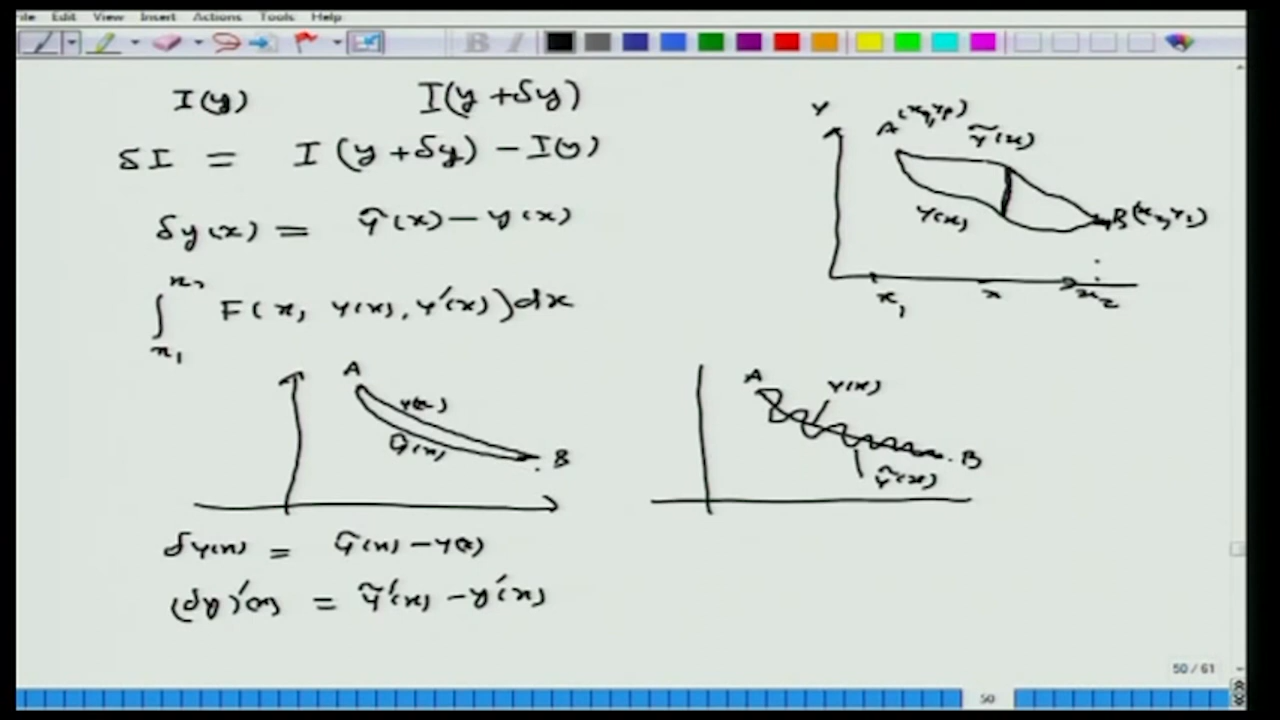 File Edit View Insert Actions Tools Help
I(y) I(y + δy)
δI = I(y + δy) − I(y)
δy(x) = ỹ(x) − y(x)
∫_{x₁}^{x₂} F(x, y(x), y'(x)) dx
Y
A (x₁, y₁)
ỹ(x)
y(x)
B (x₂, y₂)
x₁ x x₂
A
y(x)
ỹ(x)
B
A
y(x)
B
ỹ(x)
δy(x) = ỹ(x) − y(x)
(δy)'(x) = ỹ'(x) − y'(x)
50 / 61
50